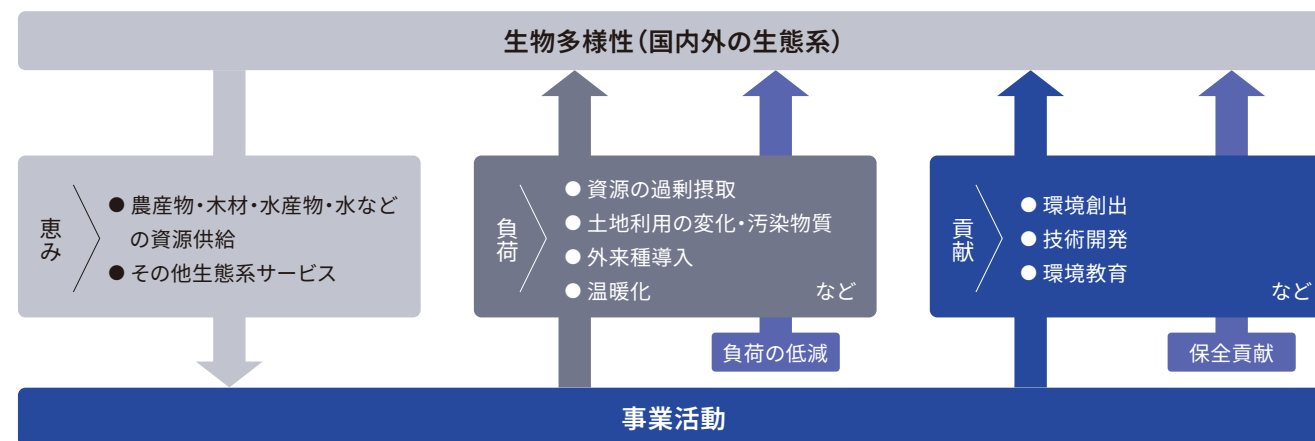 生物多様性（国内外の生態系）
恵み
● 農産物・木材・水産物・水など
の資源供給
● その他生態系サービス
負荷
● 資源の過剰摂取
● 土地利用の変化・汚染物質
● 外来種導入
● 温暖化 など
負荷の低減
貢献
● 環境創出
● 技術開発
● 環境教育
など
保全貢献
事業活動